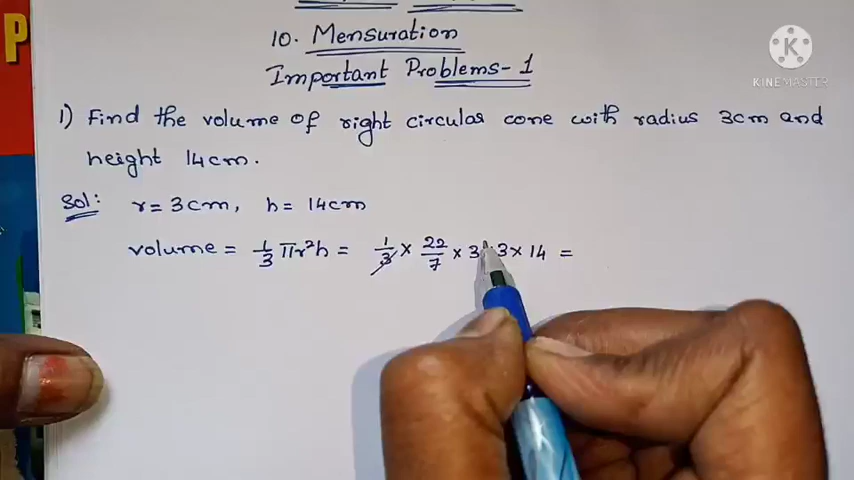 P
KINEMASTER
10. Mensuration
Important Problems-1
1) Find the volume of right circular cone with radius 3cm and
height 14cm.
Sol: r = 3cm, h = 14cm
volume = 1/3 πr²h = 1/3 × 22/7 × 3 × 3 × 14 =